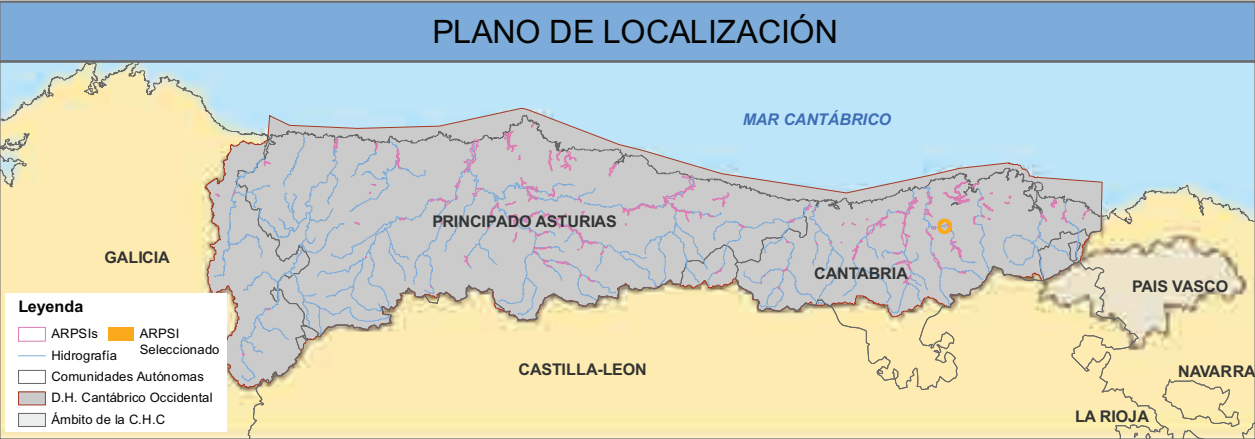 PLANO DE LOCALIZACIÓN
MAR CANTÁBRICO
PRINCIPADO ASTURIAS
GALICIA
CANTABRIA
PAIS VASCO
CASTILLA-LEON
NAVARRA
LA RIOJA
Leyenda
ARPSIs
ARPSI
Seleccionado
Hidrografía
Comunidades Autónomas
D.H. Cantábrico Occidental
Ámbito de la C.H.C